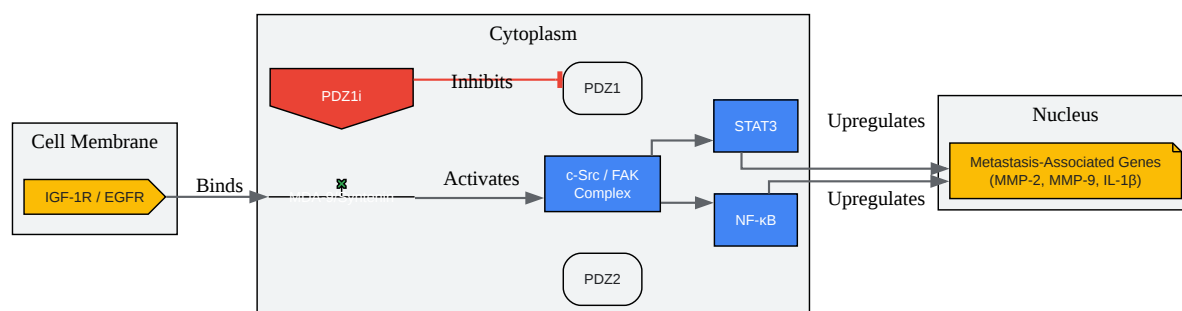 Cytoplasm
PDZ1i
Inhibits
PDZ1
Cell Membrane
IGF-1R / EGFR
Binds
Activates
c-Src / FAK
Complex
STAT3
NF-κB
PDZ2
Upregulates
Upregulates
Nucleus
Metastasis-Associated Genes
(MMP-2, MMP-9, IL-1β)